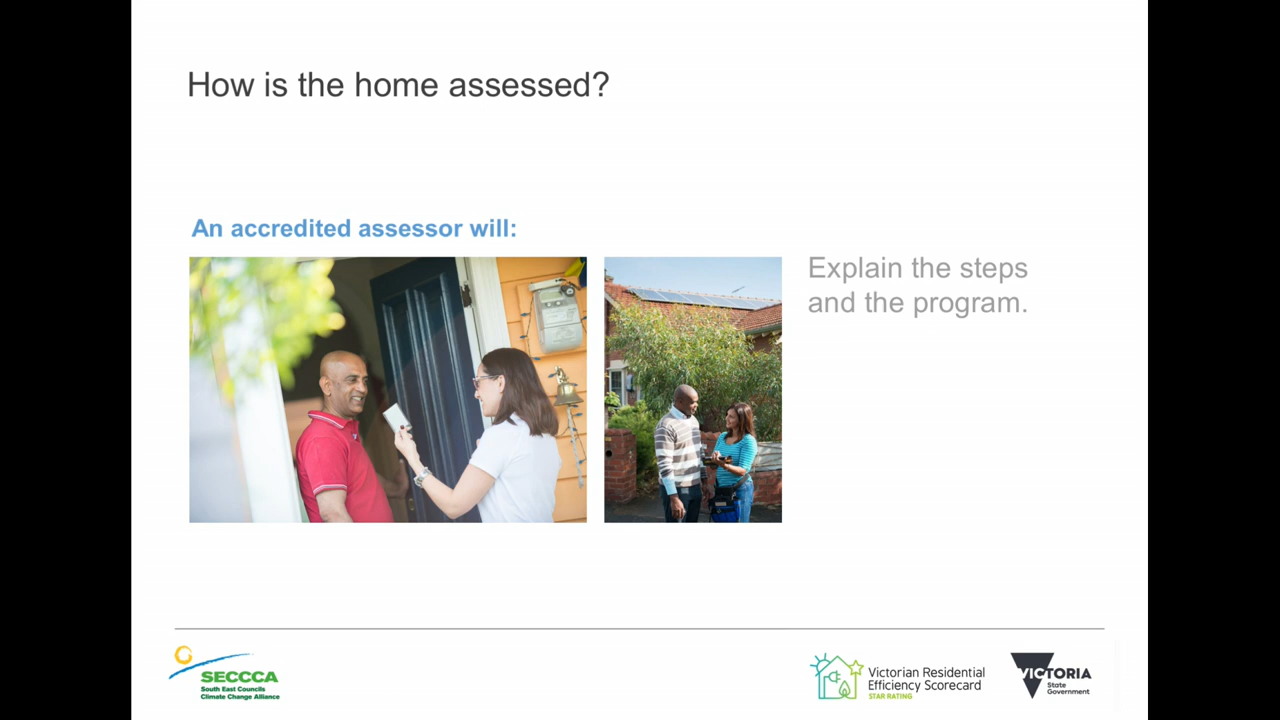 How is the home assessed?
An accredited assessor will:
Explain the steps
and the program.
SECCCA
South East Councils
Climate Change Alliance
Victorian Residential
Efficiency Scorecard
STAR RATING
VICTORIA
State
Government